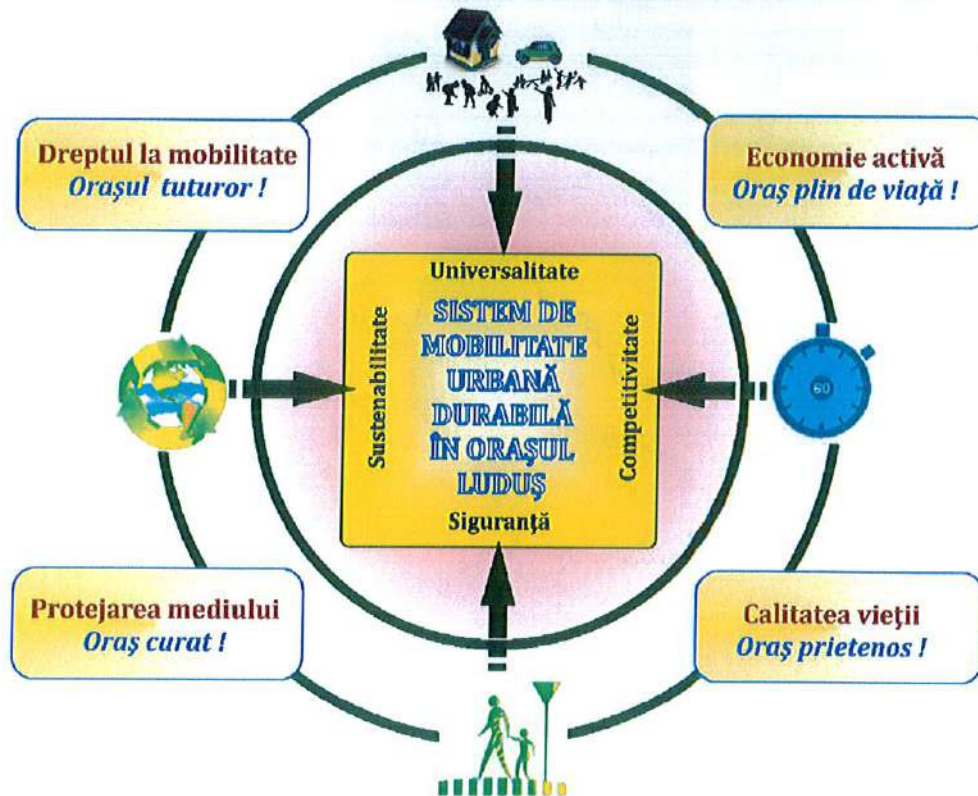 Dreptul la mobilitate
Orașul tuturor !
Economie activă
Oraș plin de viață !
Universalitate
Sustenabilitate
SISTEM DE
MOBILITATE
URBANĂ
DURABILĂ
ÎN ORAȘUL
LUDUȘ
Competitivitate
60
Siguranță
Protejarea mediului
Oraș curat !
Calitatea vieții
Oraș prietenos !